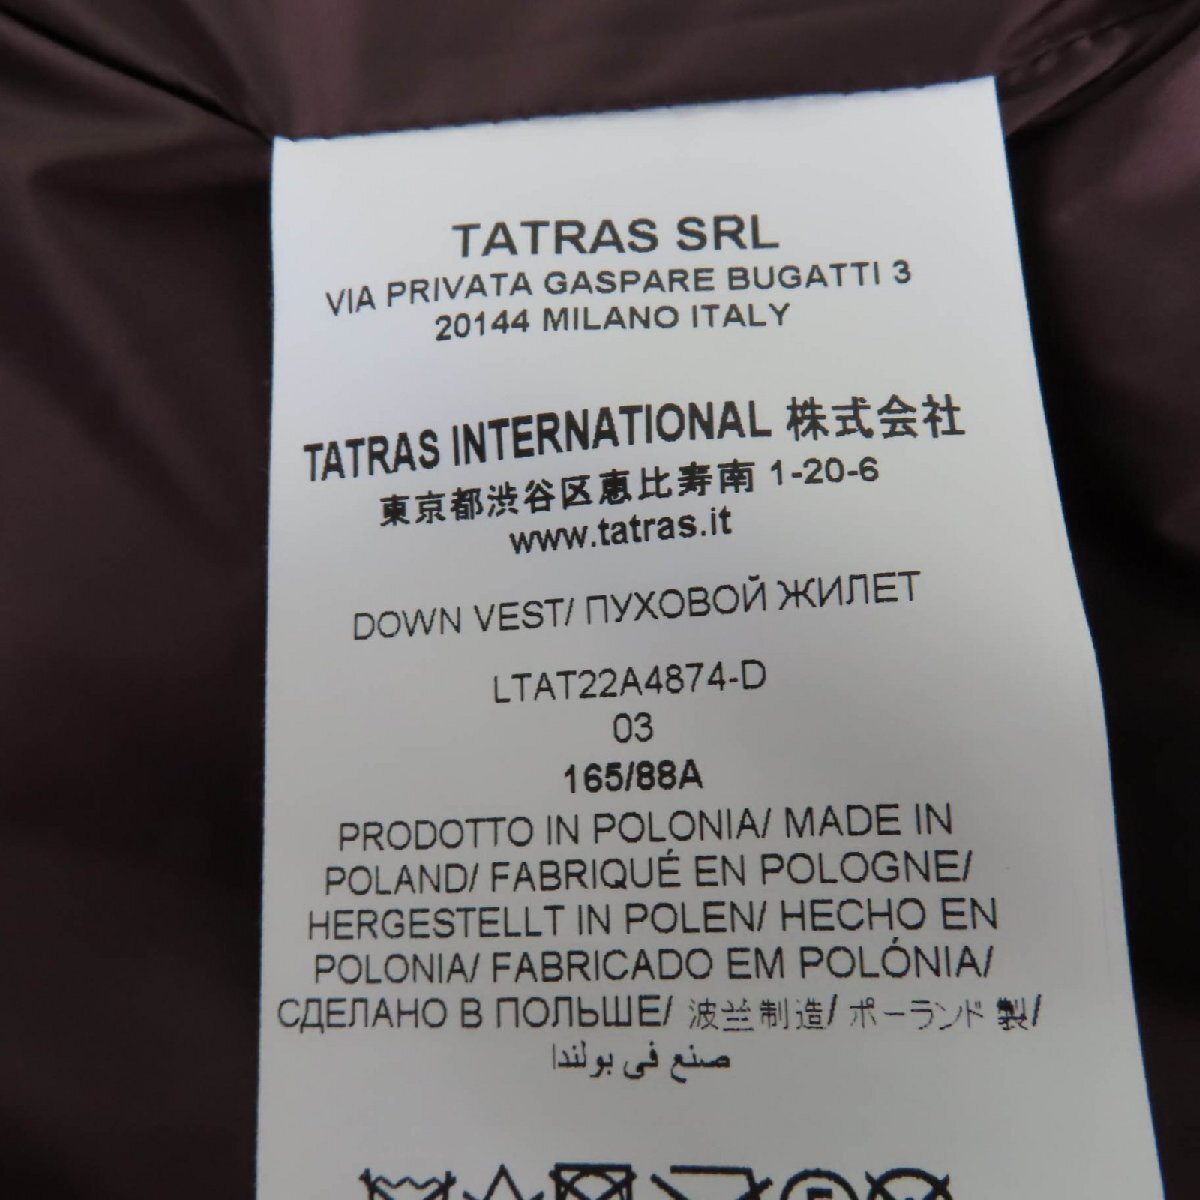 TATRAS SRL
VIA PRIVATA GASPARE BUGATTI 3
20144 MILANO ITALY
TATRAS INTERNATIONAL 株式会社
東京都渋谷区恵比寿南 1-20-6
www.tatras.it
DOWN VEST/ ПУХОВОЙ ЖИЛЕТ
LTAT22A4874-D
03
165/88A
PRODOTTO IN POLONIA/ MADE IN
POLAND/ FABRIQUÉ EN POLOGNE/
HERGESTELLT IN POLEN/ HECHO EN
POLONIA/ FABRICADO EM POLÓNIA/
СДЕЛАНО В ПОЛЬШЕ/ 波兰制造/ ポーランド 製/
صنع في بولندا